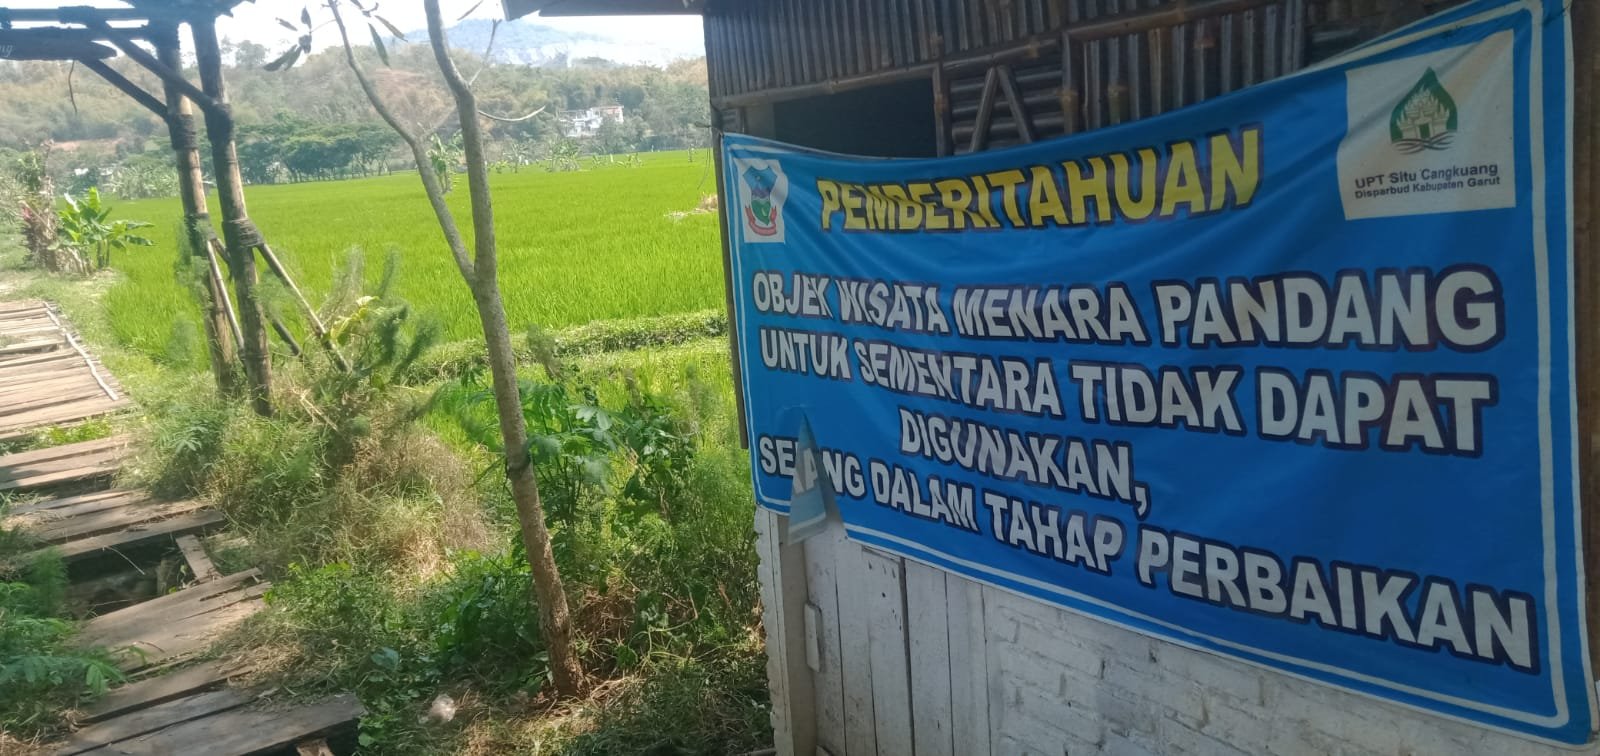 PEMBERITAHUAN
UPT Situ Cangkuang
Disparbud Kabupaten Garut
OBJEK WISATA MENARA PANDANG
UNTUK SEMENTARA TIDAK DAPAT
DIGUNAKAN,
DALAM TAHAP PERBAIKAN